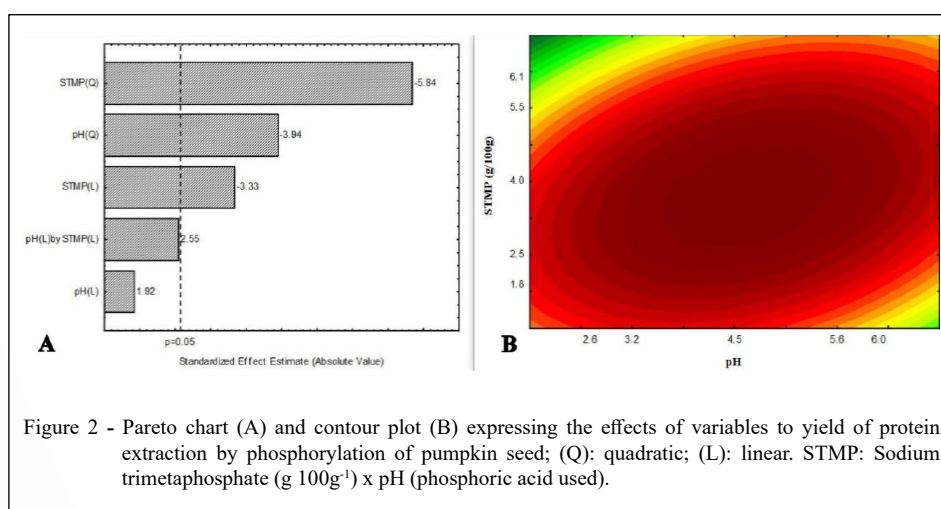 STMP(Q)
-5.84
pH(Q)
-3.94
STMP(L)
-3.33
pH(L)by STMP(L)
2.55
pH(L)
1.92
p=0.05
Standardized Effect Estimate (Absolute Value)
A
STMP (g/100g)
6.1
5.5
4.0
2.5
1.8
2.6 3.2 4.5 5.6 6.0
pH
B
Figure 2 - Pareto chart (A) and contour plot (B) expressing the effects of variables to yield of protein
extraction by phosphorylation of pumpkin seed; (Q): quadratic; (L): linear. STMP: Sodium
trimetaphosphate (g 100g⁻¹) x pH (phosphoric acid used).